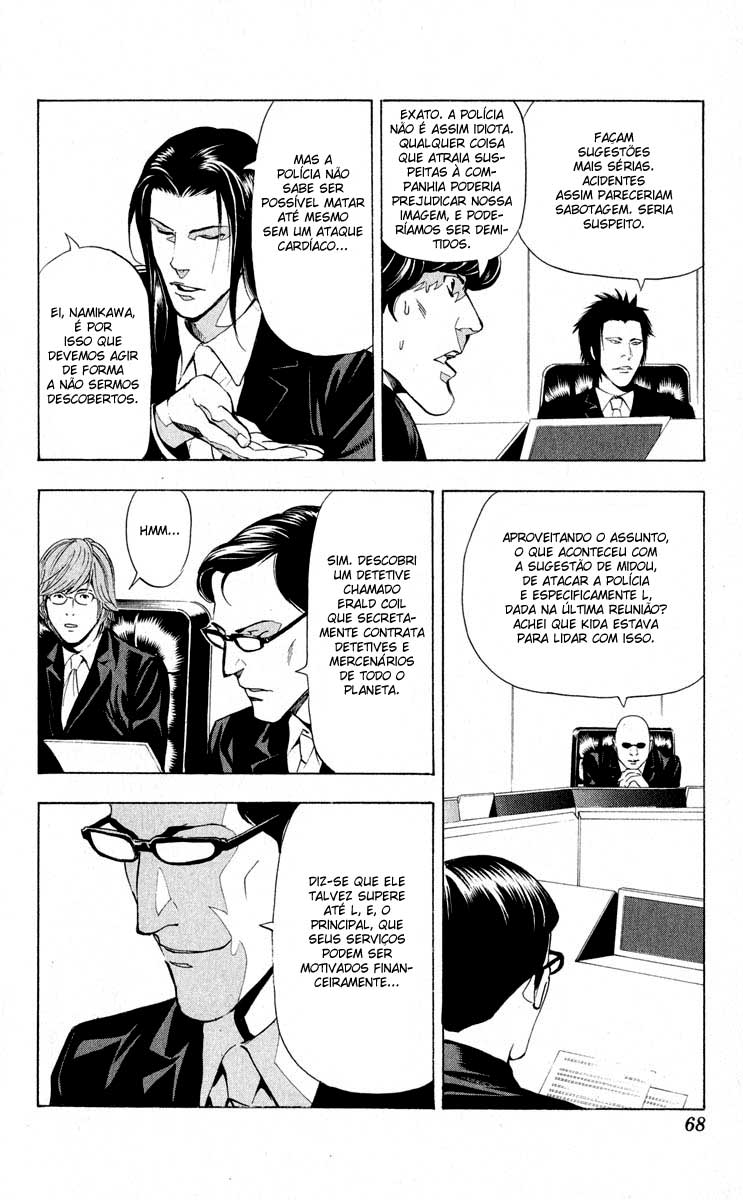 FAÇAM
SUGESTÕES
MAIS SÉRIAS.
ACIDENTES
ASSIM PARECERIAM
SABOTAGEM. SERIA
SUSPEITO.
EXATO. A POLÍCIA
NÃO É ASSIM IDIOTA.
QUALQUER COISA
QUE ATRAIA SUS-
PEITAS À COM-
PANHIA PODERIA
PREJUDICAR NOSSA
IMAGEM, E PODE-
RÍAMOS SER DEMI-
TIDOS.
MAS A
POLÍCIA NÃO
SABE SER
POSSÍVEL MATAR
ATÉ MESMO
SEM UM ATAQUE
CARDÍACO...
EI, NAMIKAWA,
É POR
ISSO QUE
DEVEMOS AGIR
DE FORMA
A NÃO SERMOS
DESCOBERTOS.
APROVEITANDO O ASSUNTO,
O QUE ACONTECEU COM
A SUGESTÃO DE MIDOU,
DE ATACAR A POLÍCIA
E ESPECIFICAMENTE L,
DADA NA ÚLTIMA REUNIÃO?
ACHEI QUE KIDA ESTAVA
PARA LIDAR COM ISSO.
SIM. DESCOBRI
UM DETETIVE
CHAMADO
ERALD COIL
QUE SECRETA-
MENTE CONTRATA
DETETIVES E
MERCENÁRIOS
DE TODO O
PLANETA.
HMM...
DIZ-SE QUE ELE
TALVEZ SUPERE
ATÉ L, E, O
PRINCIPAL, QUE
SEUS SERVIÇOS
PODEM SER
MOTIVADOS FINAN-
CEIRAMENTE...
68